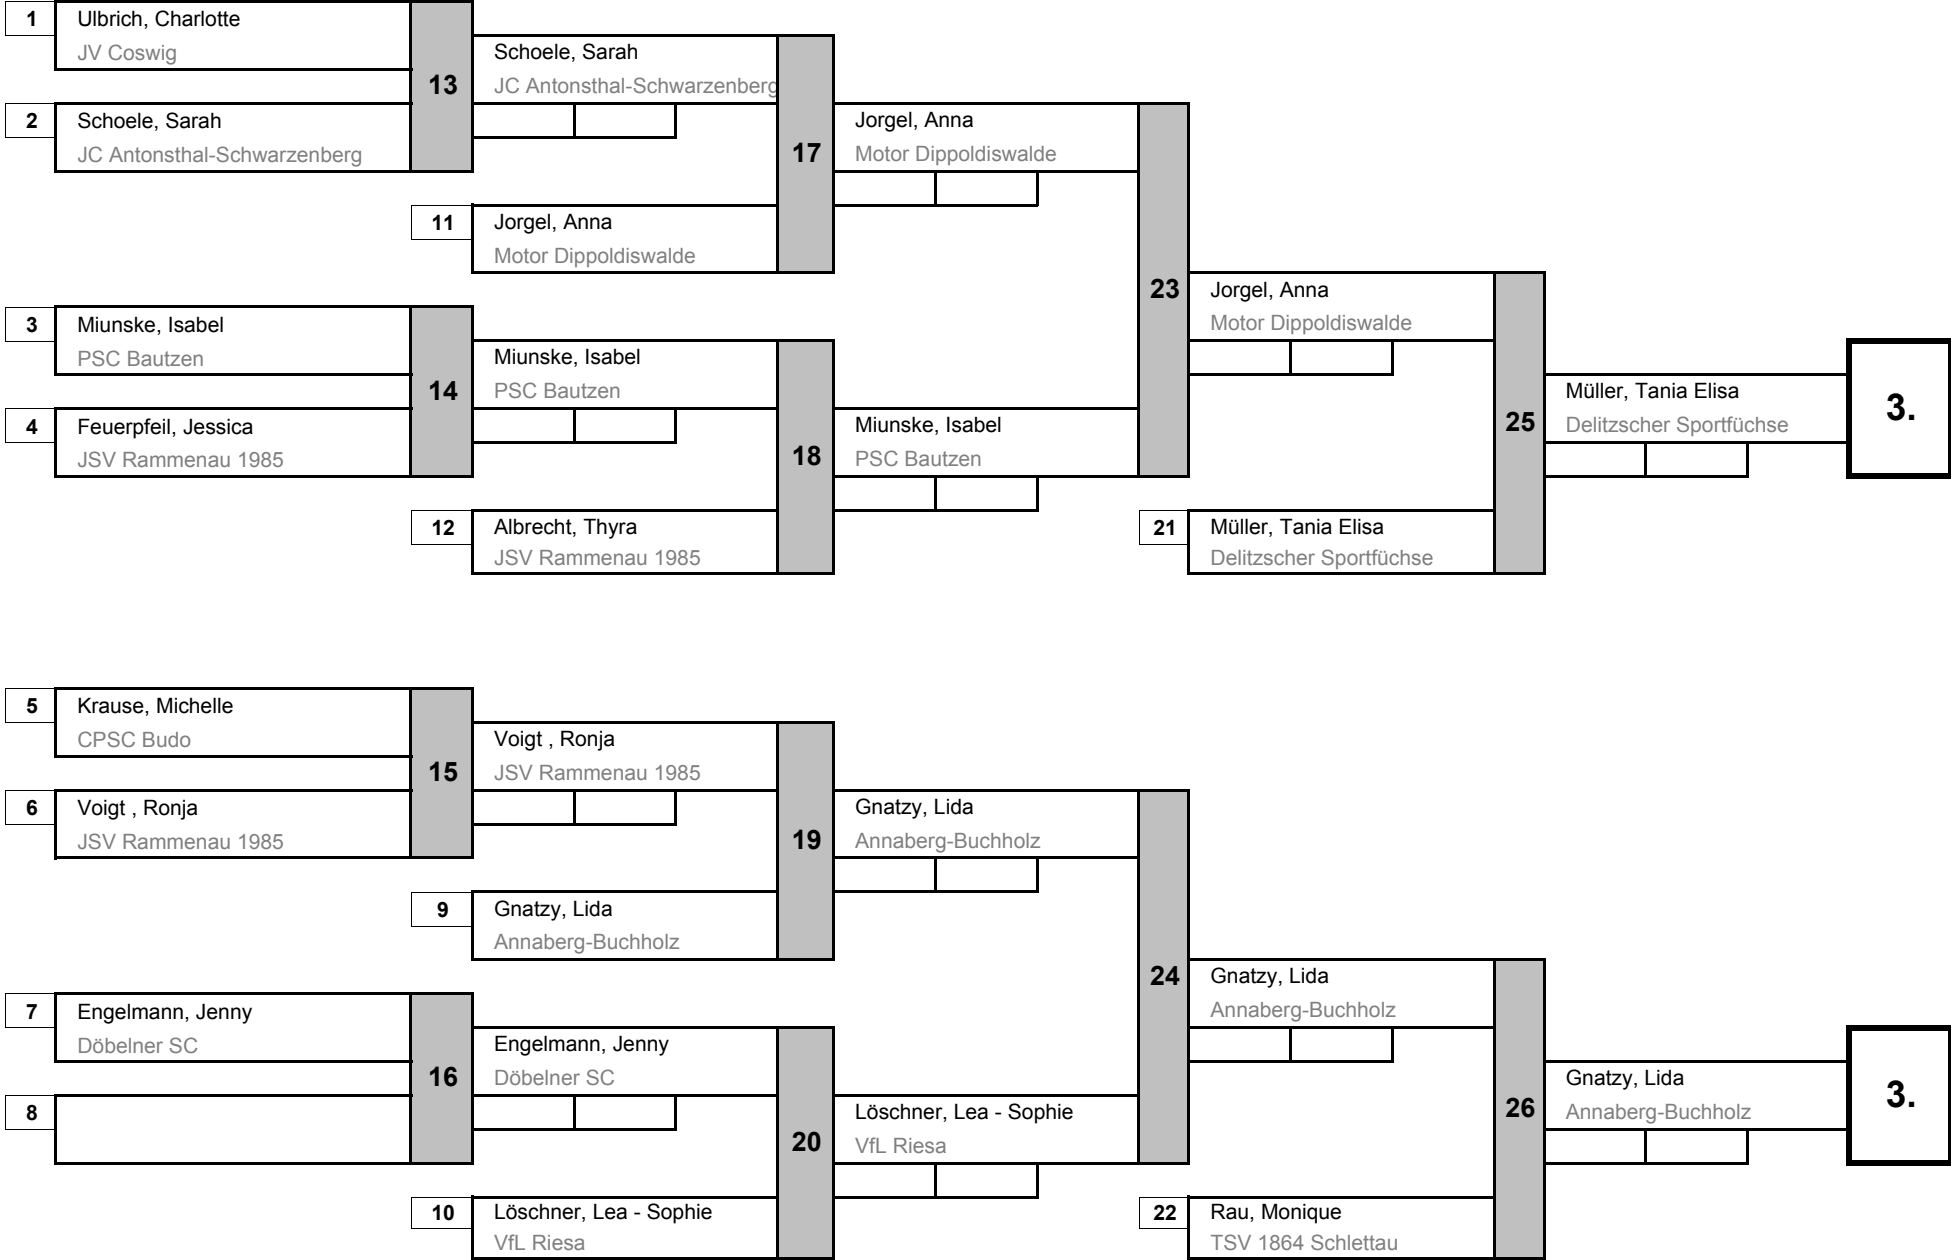 1
Ulbrich, Charlotte
JV Coswig
2
Schoele, Sarah
JC Antonsthal-Schwarzenberg
13
Schoele, Sarah
JC Antonsthal-Schwarzenberg
11
Jorgel, Anna
Motor Dippoldiswalde
17
Jorgel, Anna
Motor Dippoldiswalde
3
Miunske, Isabel
PSC Bautzen
4
Feuerpfeil, Jessica
JSV Rammenau 1985
14
Miunske, Isabel
PSC Bautzen
12
Albrecht, Thyra
JSV Rammenau 1985
18
Miunske, Isabel
PSC Bautzen
23
Jorgel, Anna
Motor Dippoldiswalde
21
Müller, Tania Elisa
Delitzscher Sportfüchse
25
Müller, Tania Elisa
Delitzscher Sportfüchse
3.
5
Krause, Michelle
CPSC Budo
6
Voigt , Ronja
JSV Rammenau 1985
15
Voigt , Ronja
JSV Rammenau 1985
9
Gnatzy, Lida
Annaberg-Buchholz
19
Gnatzy, Lida
Annaberg-Buchholz
7
Engelmann, Jenny
Döbelner SC
8
16
Engelmann, Jenny
Döbelner SC
10
Löschner, Lea - Sophie
VfL Riesa
20
Löschner, Lea - Sophie
VfL Riesa
24
Gnatzy, Lida
Annaberg-Buchholz
22
Rau, Monique
TSV 1864 Schlettau
26
Gnatzy, Lida
Annaberg-Buchholz
3.